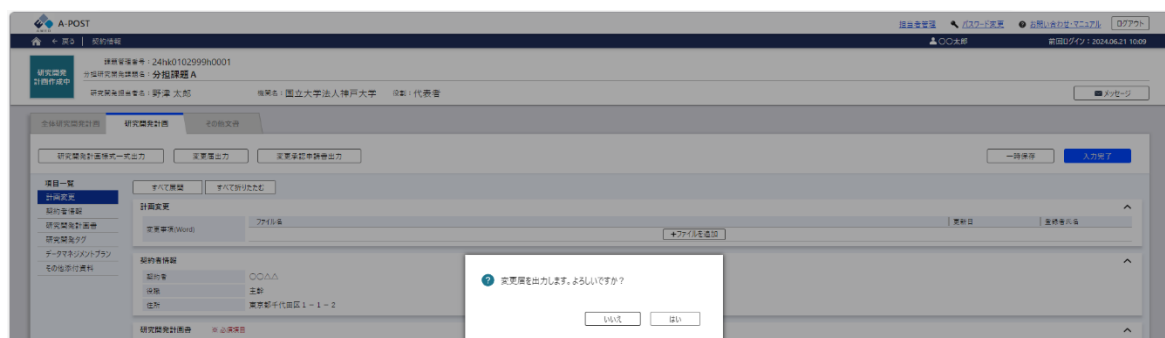 A-POST
担当者管理 パスワード変更 お問い合わせ・マニュアル ログアウト
← 戻る | 契約情報 〇〇太郎 前回ログイン：2024.06.21 10:09
研究開発
計画作成中
課題管理番号：24hk0102999h0001
分担研究開発課題名：分担課題A
研究開発担当者名：野津 太郎 機関名：国立大学法人神戸大学 役割：代表者 メッセージ
全体研究開発計画 研究開発計画 その他文書
研究開発計画様式一式出力 変更届出力 変更承認申請書出力 一時保存 入力完了
項目一覧 すべて展開 すべて折りたたむ
計画変更
契約者情報
研究開発計画書
研究開発タグ
データマネジメントプラン
その他添付資料
計画変更
ファイル名 更新日 登録者氏名
変更事項(Word) +ファイルを追加
契約者情報
契約者 〇〇△△
役職 主幹
住所 東京都千代田区１－１－２
研究開発計画書 ※ 必須項目
変更届を出力します。よろしいですか？
いいえ はい